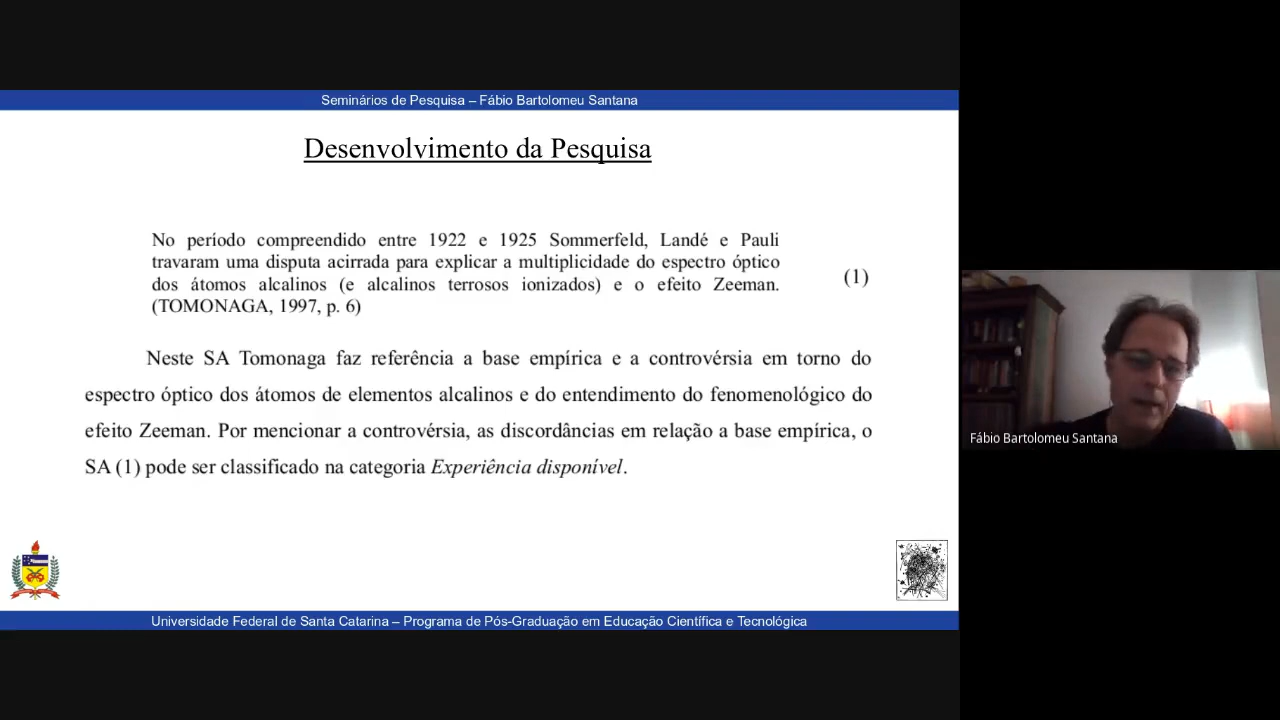 Seminários de Pesquisa – Fábio Bartolomeu Santana
Desenvolvimento da Pesquisa
No período compreendido entre 1922 e 1925 Sommerfeld, Landé e Pauli
travaram uma disputa acirrada para explicar a multiplicidade do espectro óptico
dos átomos alcalinos (e alcalinos terrosos ionizados) e o efeito Zeeman.
(TOMONAGA, 1997, p. 6)
(1)
Neste SA Tomonaga faz referência a base empírica e a controvérsia em torno do
espectro óptico dos átomos de elementos alcalinos e do entendimento do fenomenológico do
efeito Zeeman. Por mencionar a controvérsia, as discordâncias em relação a base empírica, o
SA (1) pode ser classificado na categoria Experiência disponível.
Universidade Federal de Santa Catarina – Programa de Pós-Graduação em Educação Científica e Tecnológica
Fábio Bartolomeu Santana